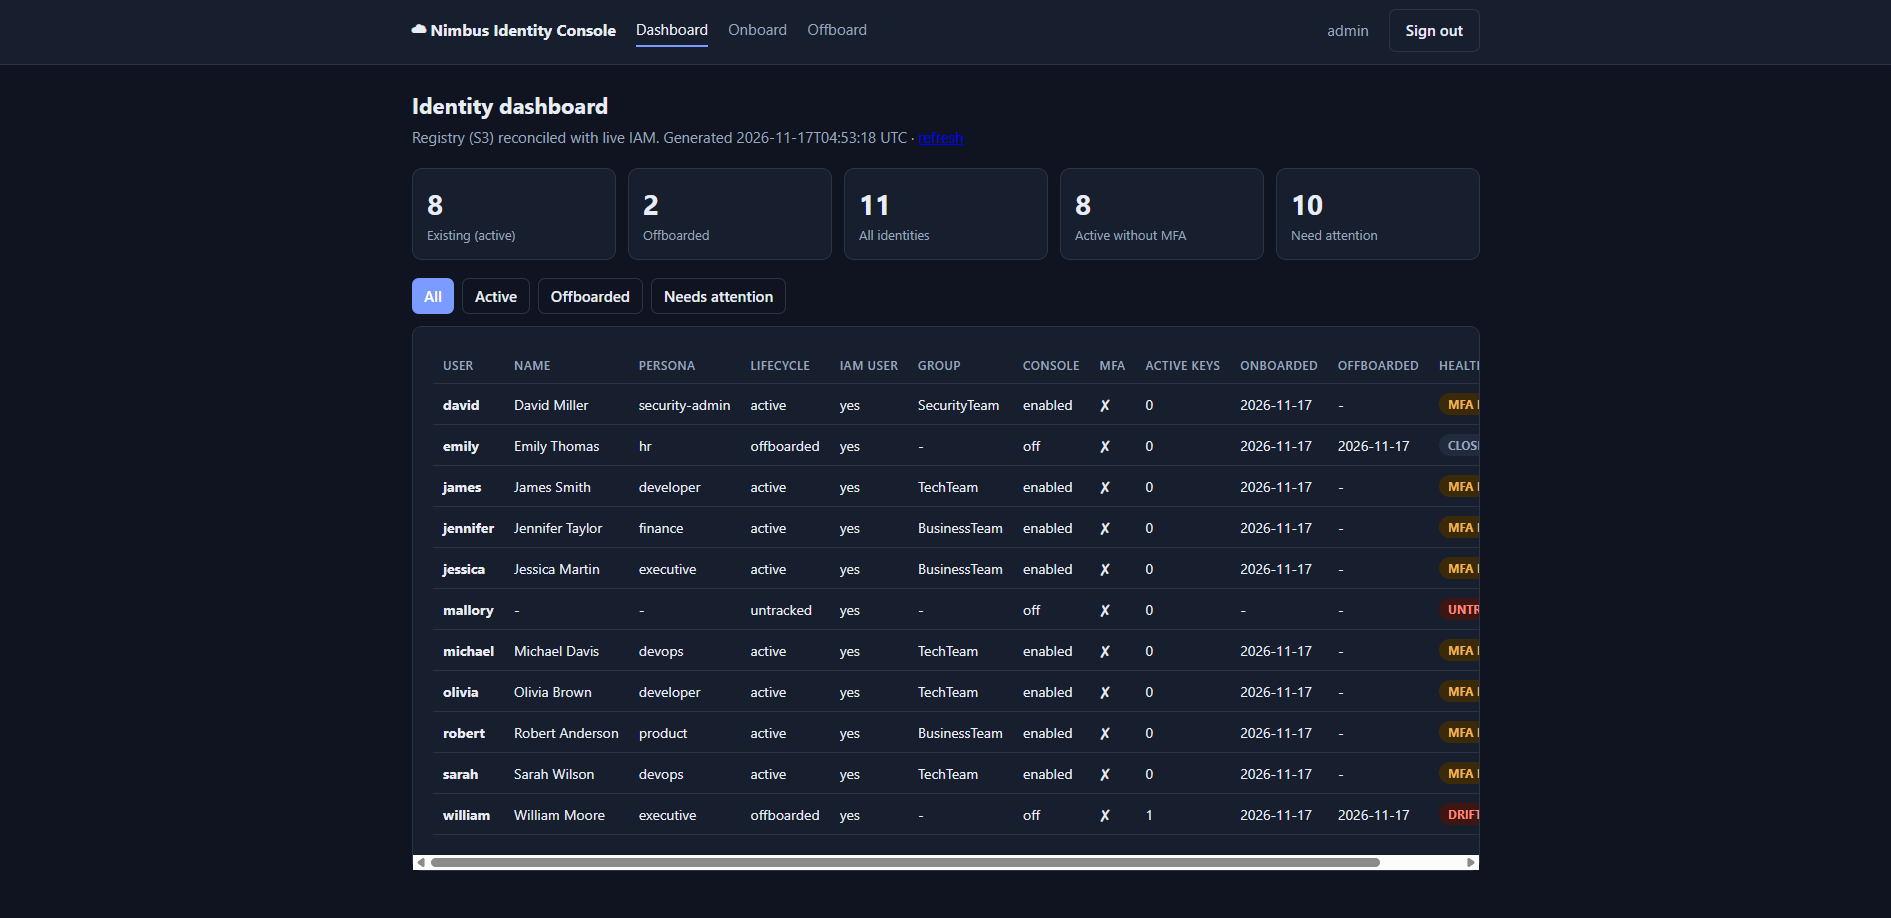 Nimbus Identity Console Dashboard Onboard Offboard admin Sign out
Identity dashboard
Registry (S3) reconciled with live IAM. Generated 2026-11-17T04:53:18 UTC · refresh
8 2 11 8 10
Existing (active) Offboarded All identities Active without MFA Need attention
All Active Offboarded Needs attention
USER NAME PERSONA LIFECYCLE IAM USER GROUP CONSOLE MFA ACTIVE KEYS ONBOARDED OFFBOARDED
david David Miller security-admin active yes SecurityTeam enabled ✗ 0 2026-11-17 - MFA
emily Emily Thomas hr offboarded yes - off ✗ 0 2026-11-17 2026-11-17
james James Smith developer active yes TechTeam enabled ✗ 0 2026-11-17 - MFA
jennifer Jennifer Taylor finance active yes BusinessTeam enabled ✗ 0 2026-11-17 - MFA
jessica Jessica Martin executive active yes BusinessTeam enabled ✗ 0 2026-11-17 - MFA
mallory - - untracked yes - off ✗ 0 - -
michael Michael Davis devops active yes TechTeam enabled ✗ 0 2026-11-17 - MFA
olivia Olivia Brown developer active yes TechTeam enabled ✗ 0 2026-11-17 - MFA
robert Robert Anderson product active yes BusinessTeam enabled ✗ 0 2026-11-17 - MFA
sarah Sarah Wilson devops active yes TechTeam enabled ✗ 0 2026-11-17 - MFA
william William Moore executive offboarded yes - off ✗ 1 2026-11-17 2026-11-17 DRIFT